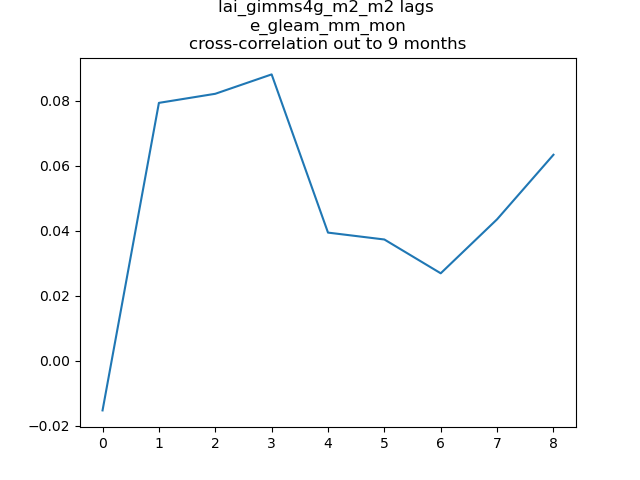 lai_gimms4g_m2_m2 lags
e_gleam_mm_mon
cross-correlation out to 9 months
0.08
0.06
0.04
0.02
0.00
−0.02
0 1 2 3 4 5 6 7 8